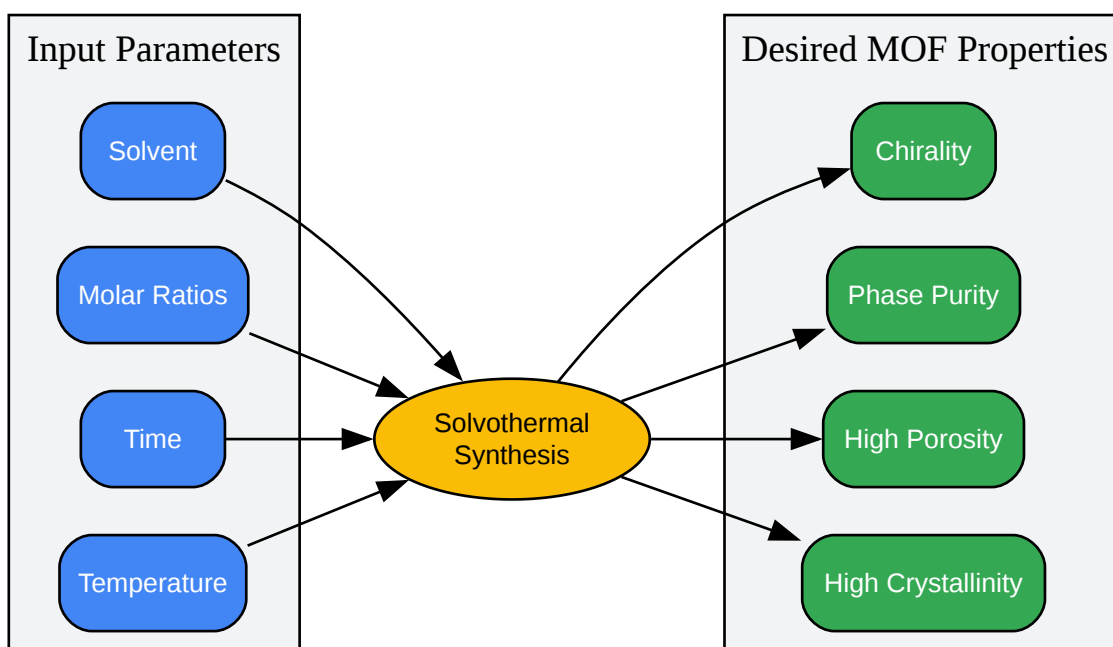 Input Parameters
Solvent
Molar Ratios
Time
Temperature
Solvothermal
Synthesis
Desired MOF Properties
Chirality
Phase Purity
High Porosity
High Crystallinity